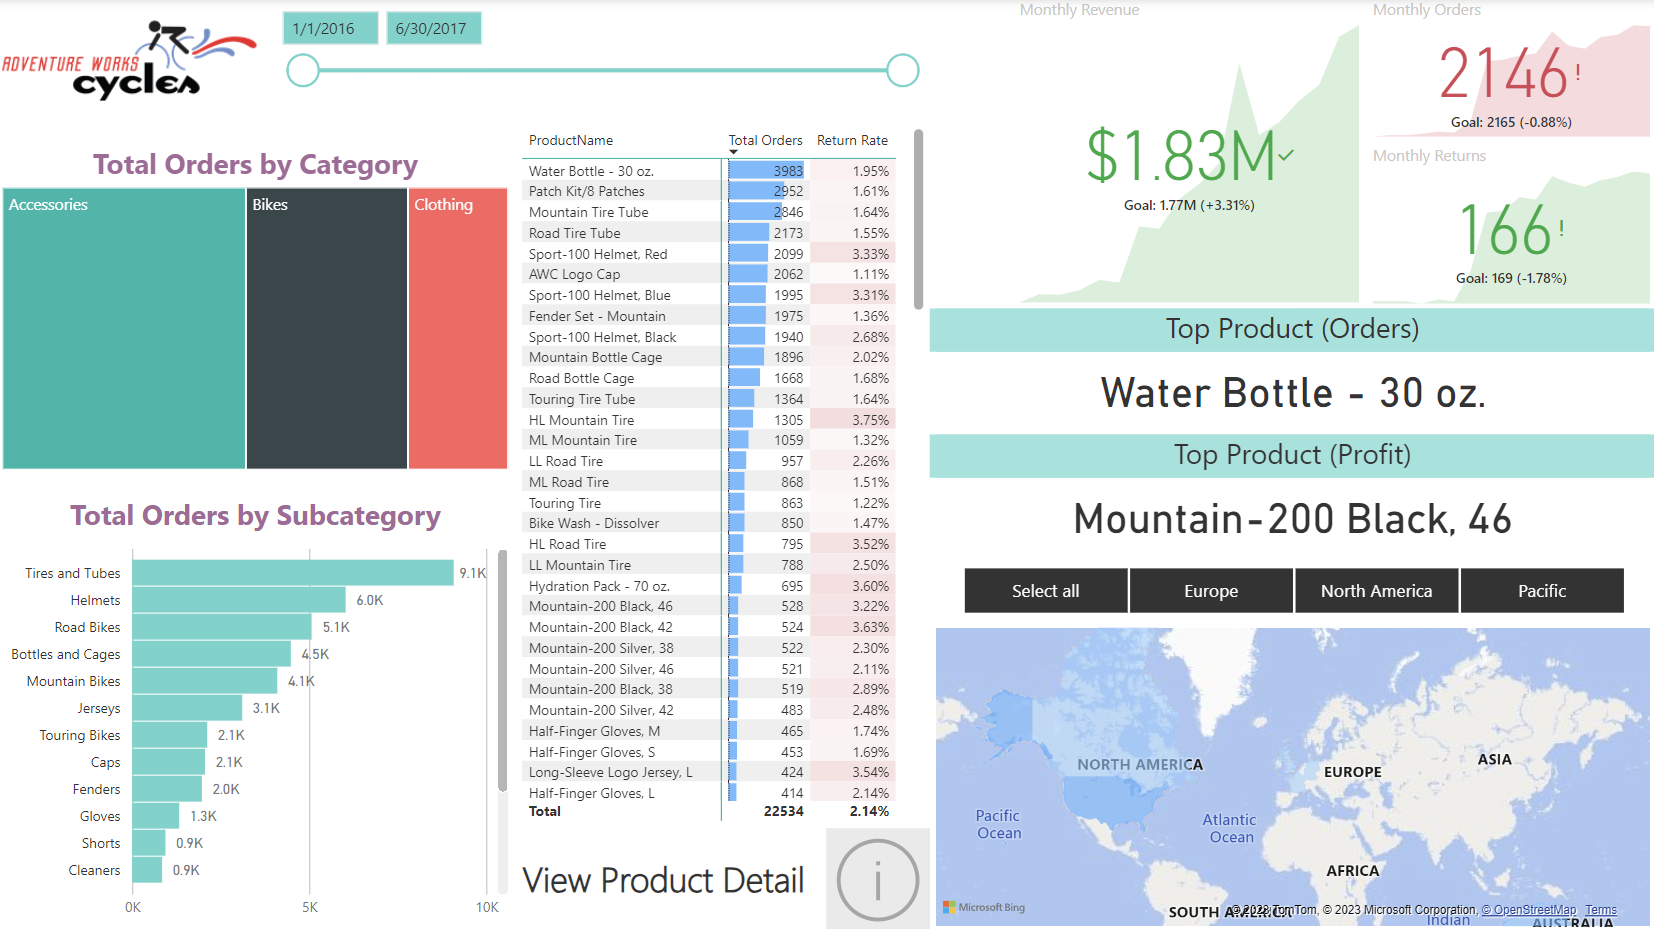 ADVENTURE WORKS
cycles
1/1/2016
6/30/2017
Monthly Revenue
$1.83M
Goal: 1.77M (+3.31%)
Monthly Orders
2146!
Goal: 2165 (-0.88%)
Monthly Returns
166!
Goal: 169 (-1.78%)
Total Orders by Category
Accessories
Bikes
Clothing
Total Orders by Subcategory
Tires and Tubes 9.1K
Helmets 6.0K
Road Bikes 5.1K
Bottles and Cages 4.5K
Mountain Bikes 4.1K
Jerseys 3.1K
Touring Bikes 2.1K
Caps 2.1K
Fenders 2.0K
Gloves 1.3K
Shorts 0.9K
Cleaners 0.9K
0K 5K 10K
ProductName Total Orders Return Rate
Water Bottle - 30 oz. 3983 1.95%
Patch Kit/8 Patches 2952 1.61%
Mountain Tire Tube 2846 1.64%
Road Tire Tube 2173 1.55%
Sport-100 Helmet, Red 2099 3.33%
AWC Logo Cap 2062 1.11%
Sport-100 Helmet, Blue 1995 3.31%
Fender Set - Mountain 1975 1.36%
Sport-100 Helmet, Black 1940 2.68%
Mountain Bottle Cage 1896 2.02%
Road Bottle Cage 1668 1.68%
Touring Tire Tube 1364 1.64%
HL Mountain Tire 1305 3.75%
ML Mountain Tire 1059 1.32%
LL Road Tire 957 2.26%
ML Road Tire 868 1.51%
Touring Tire 863 1.22%
Bike Wash - Dissolver 850 1.47%
HL Road Tire 795 3.52%
LL Mountain Tire 788 2.50%
Hydration Pack - 70 oz. 695 3.60%
Mountain-200 Black, 46 528 3.22%
Mountain-200 Black, 42 524 3.63%
Mountain-200 Silver, 38 522 2.30%
Mountain-200 Silver, 46 521 2.11%
Mountain-200 Black, 38 519 2.89%
Mountain-200 Silver, 42 483 2.48%
Half-Finger Gloves, M 465 1.74%
Half-Finger Gloves, S 453 1.69%
Long-Sleeve Logo Jersey, L 424 3.54%
Half-Finger Gloves, L 414 2.14%
Total 22534 2.14%
View Product Detail
i
Top Product (Orders)
Water Bottle - 30 oz.
Top Product (Profit)
Mountain-200 Black, 46
Select all Europe North America Pacific
NORTH AMERICA
EUROPE
ASIA
Pacific
Ocean
Atlantic
Ocean
AFRICA
SOUTH AMERICA
Microsoft Bing
© 2023 TomTom, © 2023 Microsoft Corporation, © OpenStreetMap Terms
Indian
AUSTRALIA